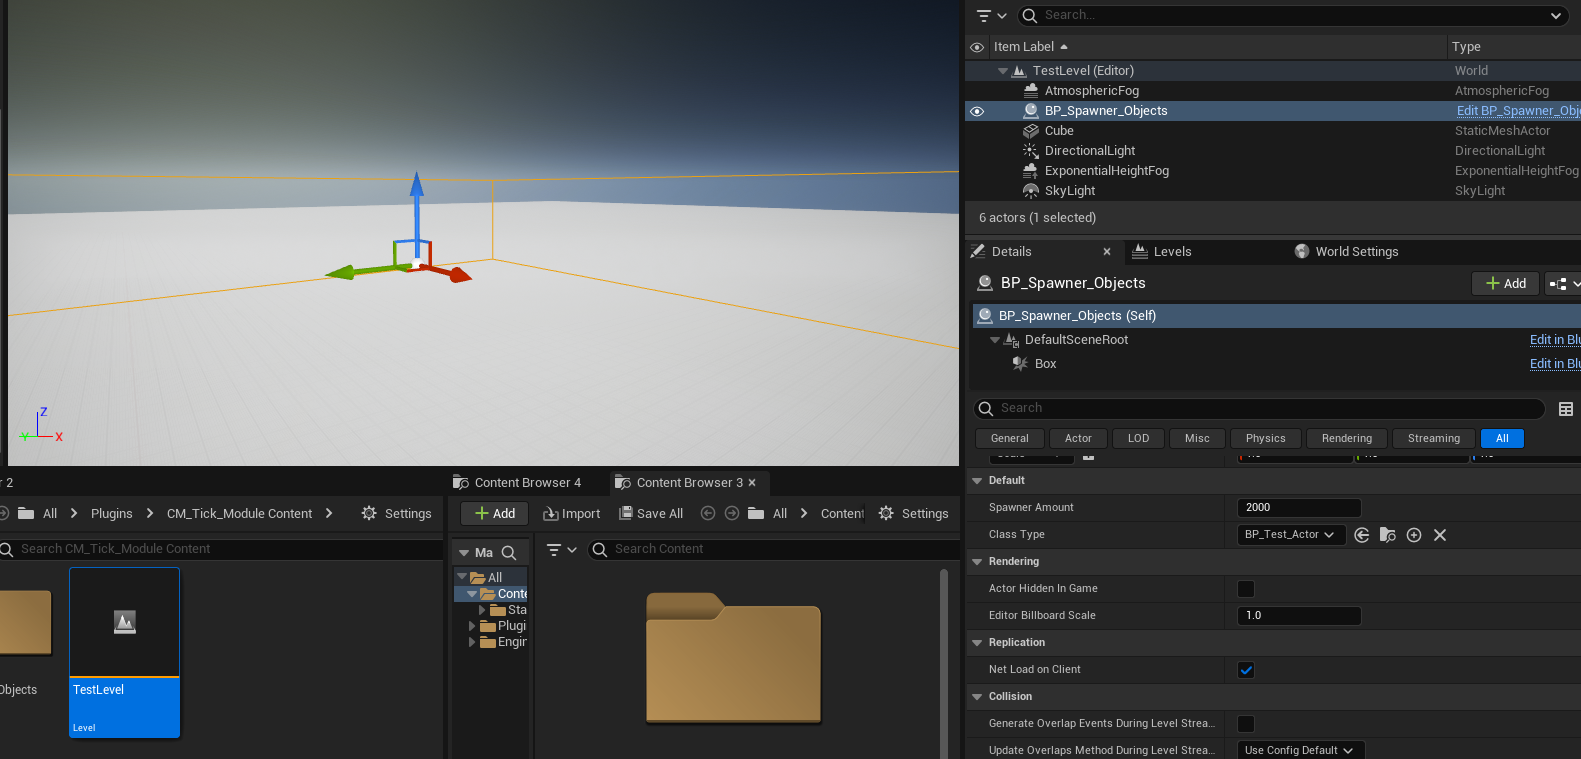 Search...
Item Label
Type
TestLevel (Editor)
World
AtmosphericFog
AtmosphericFog
BP_Spawner_Objects
Edit BP_Spawner_Obj
Cube
StaticMeshActor
DirectionalLight
DirectionalLight
ExponentialHeightFog
ExponentialHeightFog
SkyLight
SkyLight
6 actors (1 selected)
Details
Levels
World Settings
BP_Spawner_Objects
Add
BP_Spawner_Objects (Self)
DefaultSceneRoot
Edit in Blu
Box
Edit in Blu
Search
General
Actor
LOD
Misc
Physics
Rendering
Streaming
All
Default
Spawner Amount
2000
Class Type
BP_Test_Actor
Rendering
Actor Hidden In Game
Editor Billboard Scale
1.0
Replication
Net Load on Client
Collision
Generate Overlap Events During Level Strea...
Update Overlaps Method During Level Strea...
Use Config Default
Z
Y
X
r 2
All
Plugins
CM_Tick_Module Content
Settings
Search CM_Tick_Module Content
Objects
TestLevel
Level
Content Browser 4
Content Browser 3
Add
Import
Save All
All
Content
Settings
Ma
Search Content
All
Conte
Sta
Plugi
Engin